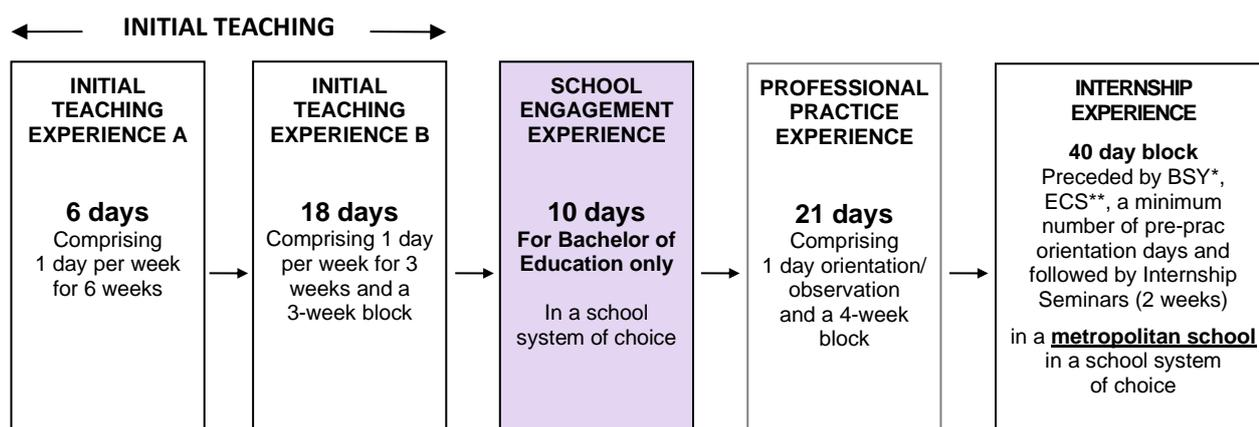 INITIAL TEACHING
INITIAL
TEACHING
EXPERIENCE A
6 days
Comprising
1 day per week
for 6 weeks
INITIAL
TEACHING
EXPERIENCE B
18 days
Comprising 1 day
per week for 3
weeks and a
3-week block
SCHOOL
ENGAGEMENT
EXPERIENCE
10 days
For Bachelor of
Education only
In a school
system of choice
PROFESSIONAL
PRACTICE
EXPERIENCE
21 days
Comprising
1 day orientation/
observation
and a 4-week
block
INTERNSHIP
EXPERIENCE
40 day block
Preceded by BSY*,
ECS**, a minimum
number of pre-prac
orientation days and
followed by Internship
Seminars (2 weeks)
in a metropolitan school
in a school system
of choice